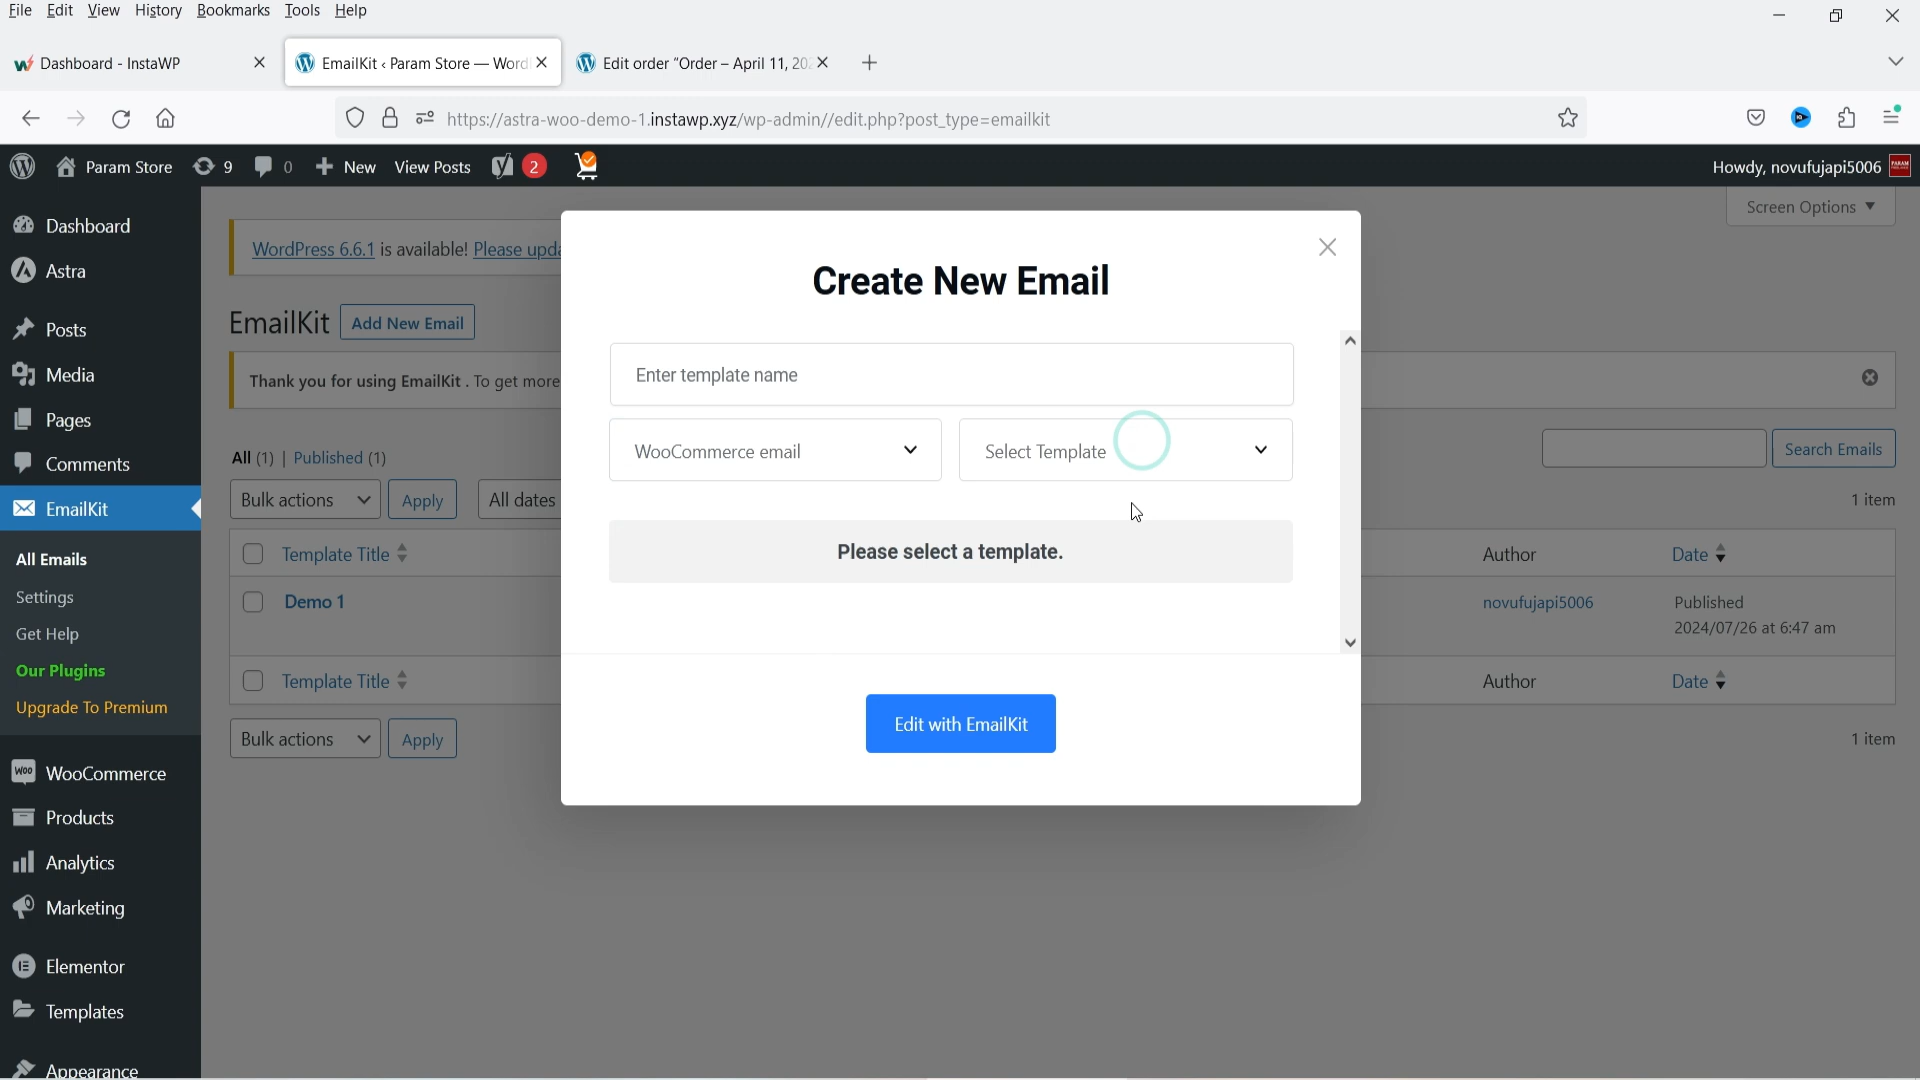 File Edit View History Bookmarks Tools Help
Dashboard - InstaWP
EmailKit ‹ Param Store — Word
Edit order "Order – April 11, 20
https://astra-woo-demo-1.instawp.xyz/wp-admin//edit.php?post_type=emailkit
Param Store 9 0 New View Posts 2
Howdy, novufujapi5006
Screen Options
Dashboard
Astra
Posts
Media
Pages
Comments
EmailKit
All Emails
Settings
Get Help
Our Plugins
Upgrade To Premium
WooCommerce
Products
Analytics
Marketing
Elementor
Templates
Appearance
WordPress 6.6.1 is available! Please upda
EmailKit Add New Email
Thank you for using EmailKit . To get more
All (1) | Published (1)
Search Emails
Bulk actions Apply All dates
1 item
Template Title
Author Date
Demo 1
novufujapi5006
Published
2024/07/26 at 6:47 am
Template Title
Author Date
Bulk actions Apply
1 item
Create New Email
Enter template name
WooCommerce email
Select Template
Please select a template.
Edit with EmailKit